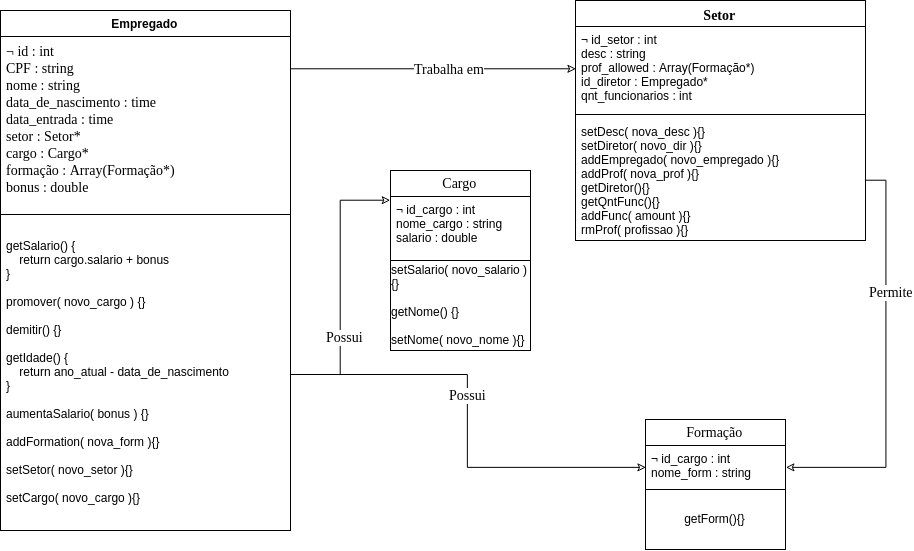 Empregado
¬ id : int
CPF : string
nome : string
data_de_nascimento : time
data_entrada : time
setor : Setor*
cargo : Cargo*
formação : Array(Formação*)
bonus : double
getSalario() {
return cargo.salario + bonus
}
promover( novo_cargo ) {}
demitir() {}
getIdade() {
return ano_atual - data_de_nascimento
}
aumentaSalario( bonus ) {}
addFormation( nova_form ){}
setSetor( novo_setor ){}
setCargo( novo_cargo ){}
Trabalha em
Setor
¬ id_setor : int
desc : string
prof_allowed : Array(Formação*)
id_diretor : Empregado*
qnt_funcionarios : int
setDesc( nova_desc ){}
setDiretor( novo_dir ){}
addEmpregado( novo_empregado ){}
addProf( nova_prof ){}
getDiretor(){}
getQntFunc(){}
addFunc( amount ){}
rmProf( profissao ){}
Cargo
¬ id_cargo : int
nome_cargo : string
salario : double
setSalario( novo_salario )
{}
getNome() {}
setNome( novo_nome ){}
Possui
Possui
Permite
Formação
¬ id_cargo : int
nome_form : string
getForm(){}